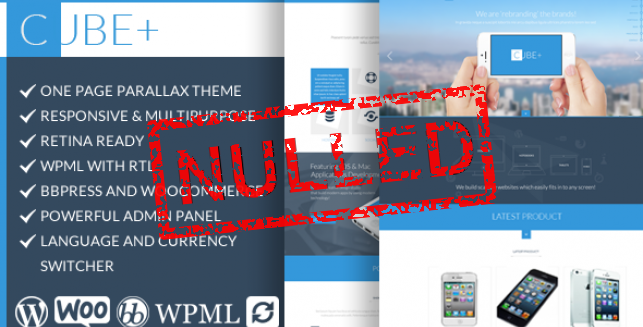 CUBE+
ONE PAGE PARALLAX THEME
RESPONSIVE & MULTIPURPOSE
RETINA READY
WPML WITH RTL
BBPRESS AND WOOCOMMERCE
POWERFUL ADMIN PANEL
LANGUAGE AND CURRENCY
SWITCHER
W Woo bb WPML
NULLED
Featuring iOS & Mac
Application Develop
We are 'rebranding' the brands!
CUBE+
We build
websites which easily fits in to any screen!
LATEST PRODUCT